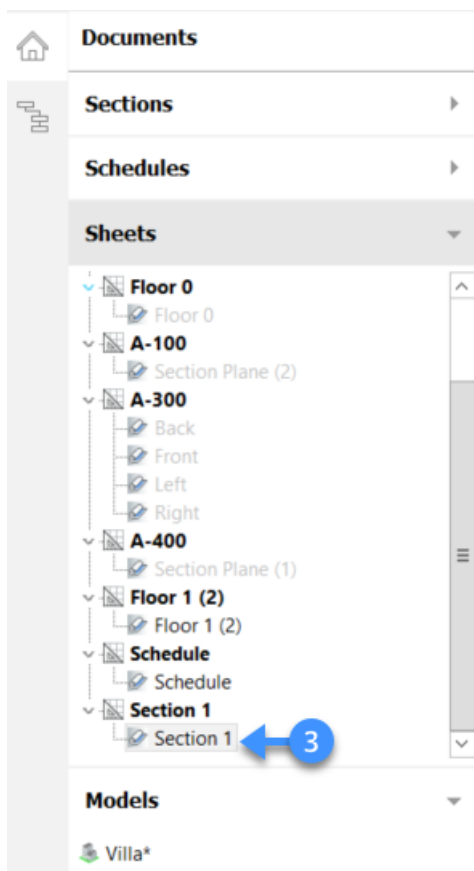 Documents
Sections
Schedules
Sheets
Floor 0
Floor 0
A-100
Section Plane (2)
A-300
Back
Front
Left
Right
A-400
Section Plane (1)
Floor 1 (2)
Floor 1 (2)
Schedule
Schedule
Section 1
Section 1 3
Models
Villa*